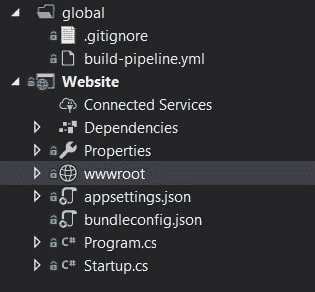 global
.gitignore
build-pipeline.yml
Website
Connected Services
Dependencies
Properties
wwwroot
appsettings.json
bundleconfig.json
C# Program.cs
C# Startup.cs